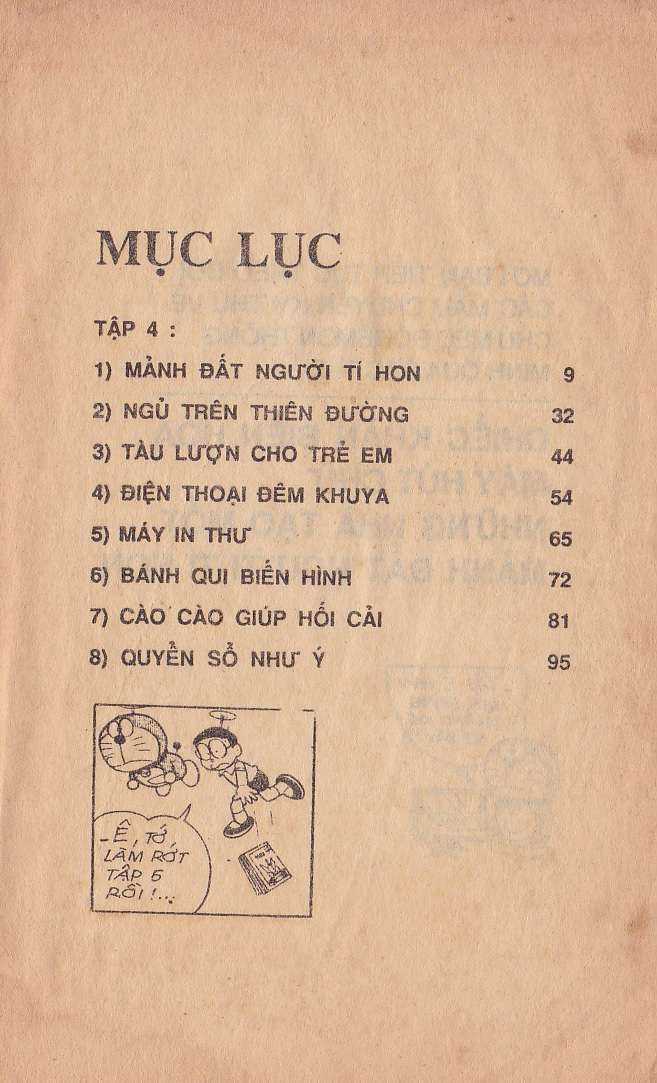 MỤC LỤC
TẬP 4 :
1) MẢNH ĐẤT NGƯỜI TÍ HON 9
2) NGỦ TRÊN THIÊN ĐƯỜNG 32
3) TÀU LƯỢN CHO TRẺ EM 44
4) ĐIỆN THOẠI ĐÊM KHUYA 54
5) MÁY IN THƯ 65
6) BÁNH QUI BIẾN HÌNH 72
7) CÀO CÀO GIÚP HỐI CẢI 81
8) QUYỂN SỔ NHƯ Ý 95
- Ê, TỚ,
LÀM RỚT
TẬP 5
RỒI !...